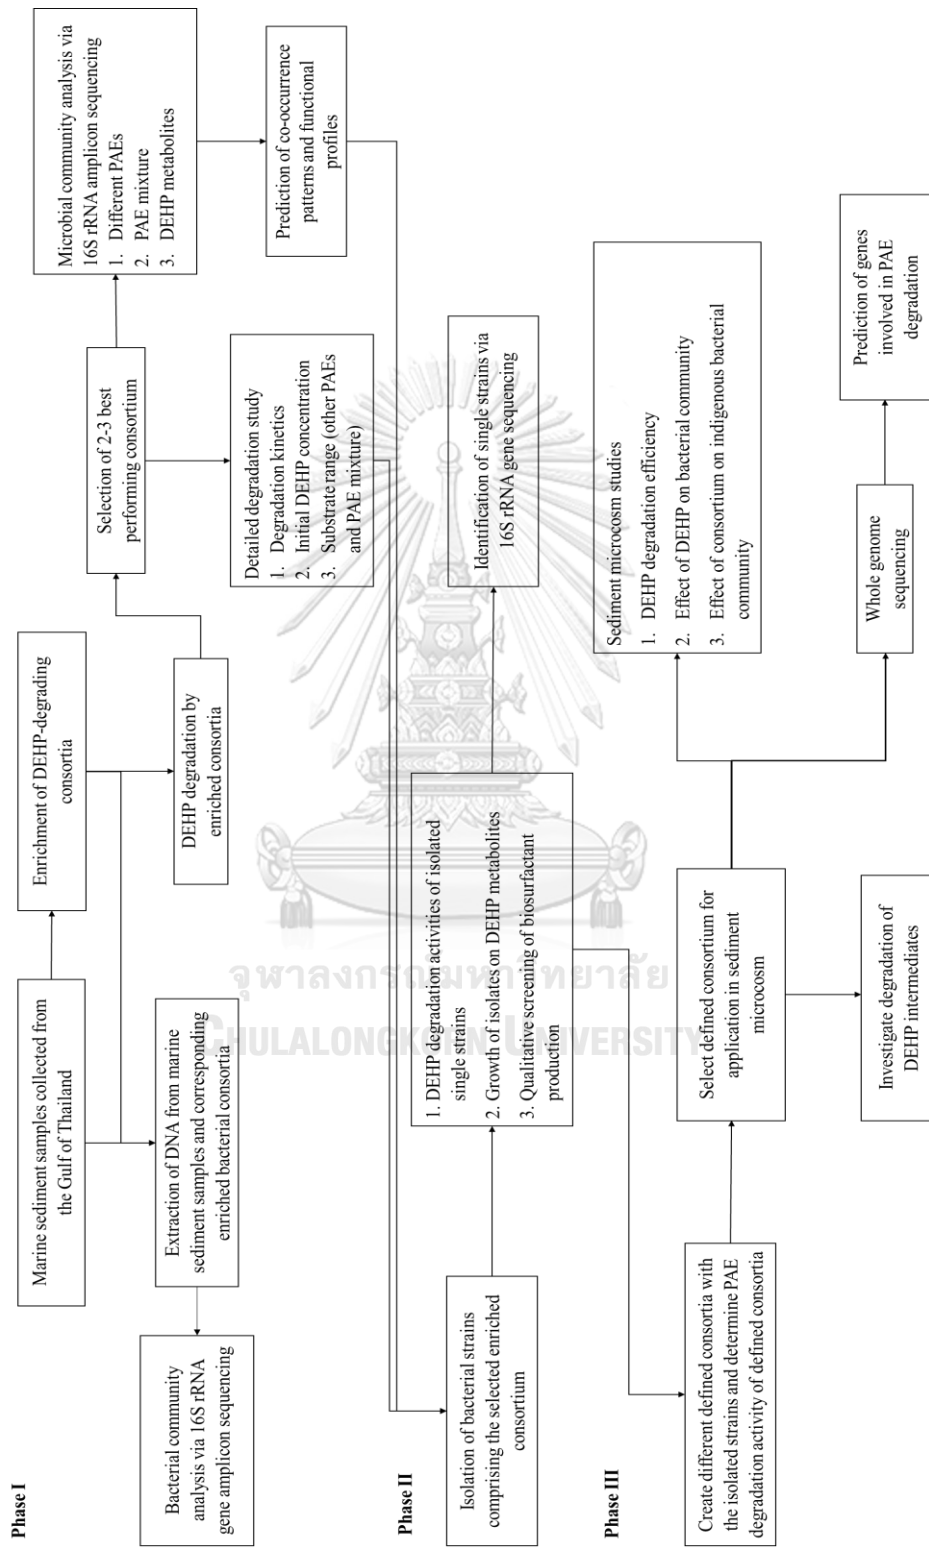 Phase I
Marine sediment samples collected from
the Gulf of Thailand
Enrichment of DEHP-degrading
consortia
Extraction of DNA from marine
sediment samples and corresponding
enriched bacterial consortia
Bacterial community
analysis via 16S rRNA
gene amplicon sequencing
DEHP degradation by
enriched consortia
Selection of 2-3 best
performing consortium
Microbial community analysis via
16S rRNA amplicon sequencing
1. Different PAEs
2. PAE mixture
3. DEHP metabolites
Detailed degradation study
1. Degradation kinetics
2. Initial DEHP concentration
3. Substrate range (other PAEs
and PAE mixture)
Prediction of co-occurrence
patterns and functional
profiles
Phase II
Isolation of bacterial strains
comprising the selected enriched
consortium
1. DEHP degradation activities of isolated
single strains
2. Growth of isolates on DEHP metabolites
3. Qualitative screening of biosurfactant
production
Identification of single strains via
16S rRNA gene sequencing
Phase III
Create different defined consortia with
the isolated strains and determine PAE
degradation activity of defined consortia
Select defined consortium for
application in sediment
microcosm
Investigate degradation of
DEHP intermediates
Sediment microcosm studies
1. DEHP degradation efficiency
2. Effect of DEHP on bacterial community
3. Effect of consortium on indigenous bacterial
community
Whole genome
sequencing
Prediction of genes
involved in PAE
degradation
จุฬาลงกรณ์มหาวิทยาลัย
CHULALONGKORN UNIVERSITY